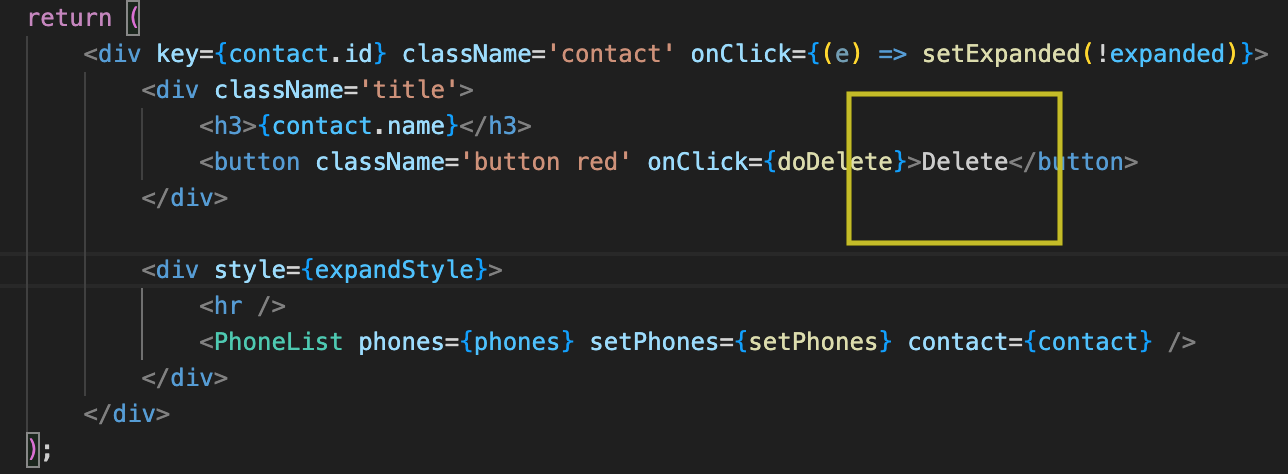 return (
<div key={contact.id} className='contact' onClick={(e) => setExpanded(!expanded)}>
<div className='title'>
<h3>{contact.name}</h3>
<button className='button red' onClick={doDelete}>Delete</button>
</div>
<div style={expandStyle}>
<hr />
<PhoneList phones={phones} setPhones={setPhones} contact={contact} />
</div>
</div>
);